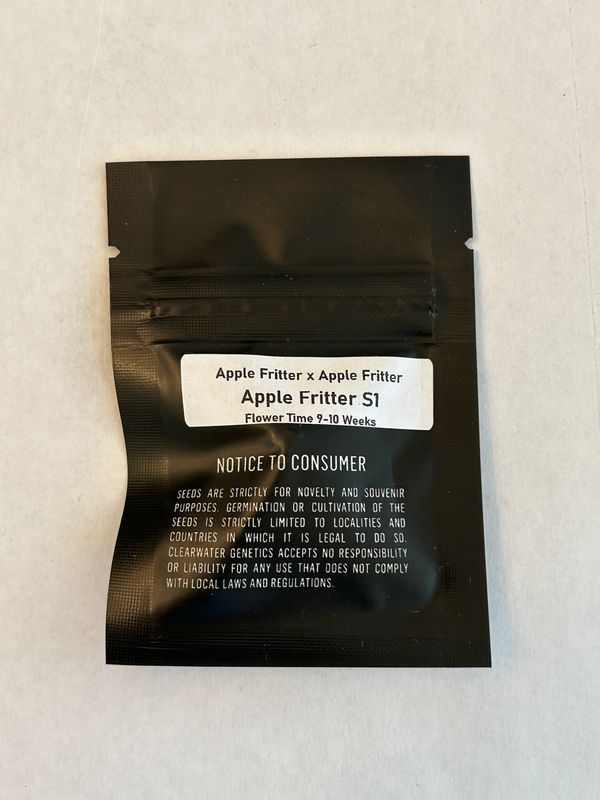 Apple Fritter x Apple Fritter
Apple Fritter S1
Flower Time 9-10 Weeks
NOTICE TO CONSUMER
SEEDS ARE STRICTLY FOR NOVELTY AND SOUVENIR
PURPOSES. GERMINATION OR CULTIVATION OF THE
SEEDS IS STRICTLY LIMITED TO LOCALITIES AND
COUNTRIES IN WHICH IT IS LEGAL TO DO SO.
CLEARWATER GENETICS ACCEPTS NO RESPONSIBILITY
OR LIABILITY FOR ANY USE THAT DOES NOT COMPLY
WITH LOCAL LAWS AND REGULATIONS.